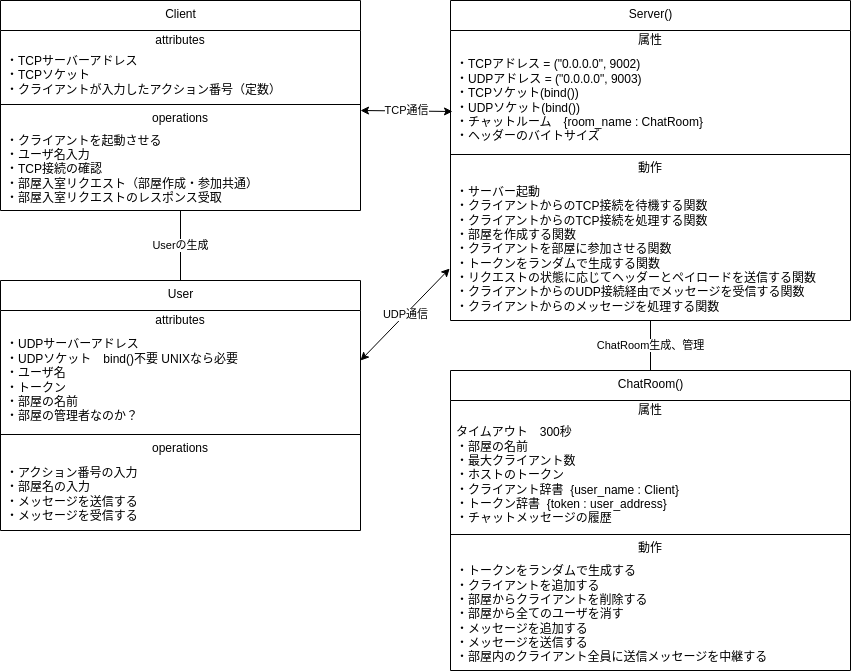 Client
attributes
・TCPサーバーアドレス
・TCPソケット
・クライアントが入力したアクション番号（定数）
operations
・クライアントを起動させる
・ユーザ名入力
・TCP接続の確認
・部屋入室リクエスト（部屋作成・参加共通）
・部屋入室リクエストのレスポンス受取
Userの生成
User
attributes
・UDPサーバーアドレス
・UDPソケット　bind()不要 UNIXなら必要
・ユーザ名
・トークン
・部屋の名前
・部屋の管理者なのか？
operations
・アクション番号の入力
・部屋名の入力
・メッセージを送信する
・メッセージを受信する
TCP通信
UDP通信
Server()
属性
・TCPアドレス = ("0.0.0.0", 9002)
・UDPアドレス = ("0.0.0.0", 9003)
・TCPソケット(bind())
・UDPソケット(bind())
・チャットルーム　{room_name : ChatRoom}
・ヘッダーのバイトサイズ
動作
・サーバー起動
・クライアントからのTCP接続を待機する関数
・クライアントからのTCP接続を処理する関数
・部屋を作成する関数
・クライアントを部屋に参加させる関数
・トークンをランダムで生成する関数
・リクエストの状態に応じてヘッダーとペイロードを送信する関数
・クライアントからのUDP接続経由でメッセージを受信する関数
・クライアントからのメッセージを処理する関数
ChatRoom生成、管理
ChatRoom()
属性
タイムアウト　300秒
・部屋の名前
・最大クライアント数
・ホストのトークン
・クライアント辞書 {user_name : Client}
・トークン辞書 {token : user_address}
・チャットメッセージの履歴
動作
・トークンをランダムで生成する
・クライアントを追加する
・部屋からクライアントを削除する
・部屋から全てのユーザを消す
・メッセージを追加する
・メッセージを送信する
・部屋内のクライアント全員に送信メッセージを中継する